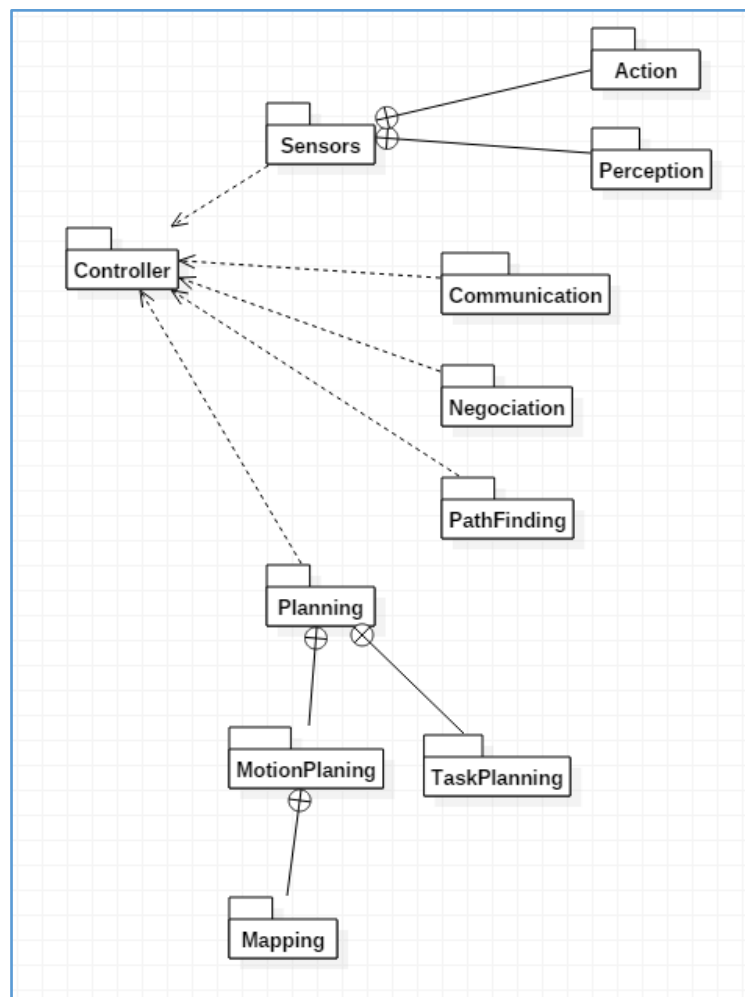 Action
Sensors
Perception
Controller
Communication
Negociation
PathFinding
Planning
MotionPlaning
TaskPlanning
Mapping